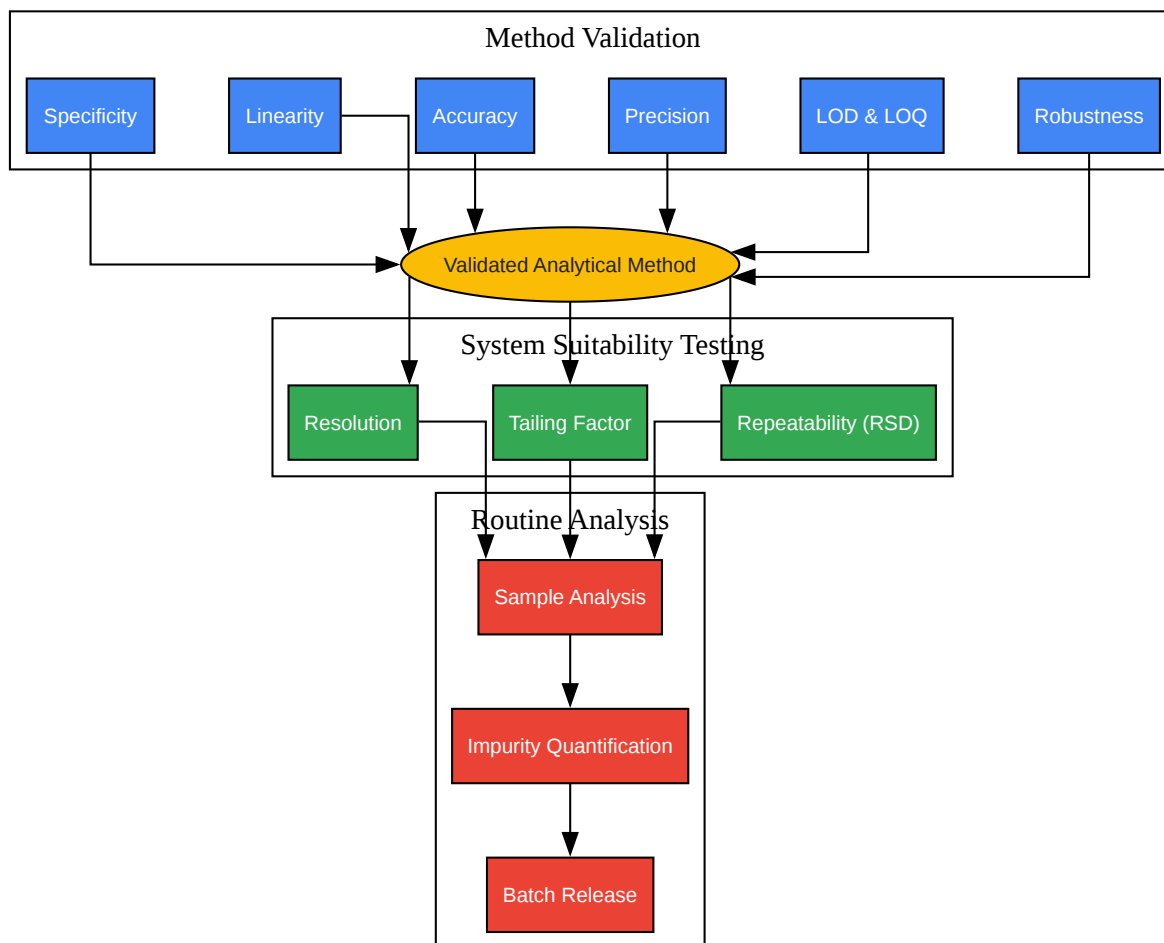 Method Validation
Specificity
Linearity
Accuracy
Precision
LOD & LOQ
Robustness
Validated Analytical Method
System Suitability Testing
Resolution
Tailing Factor
Repeatability (RSD)
Routine Analysis
Sample Analysis
Impurity Quantification
Batch Release